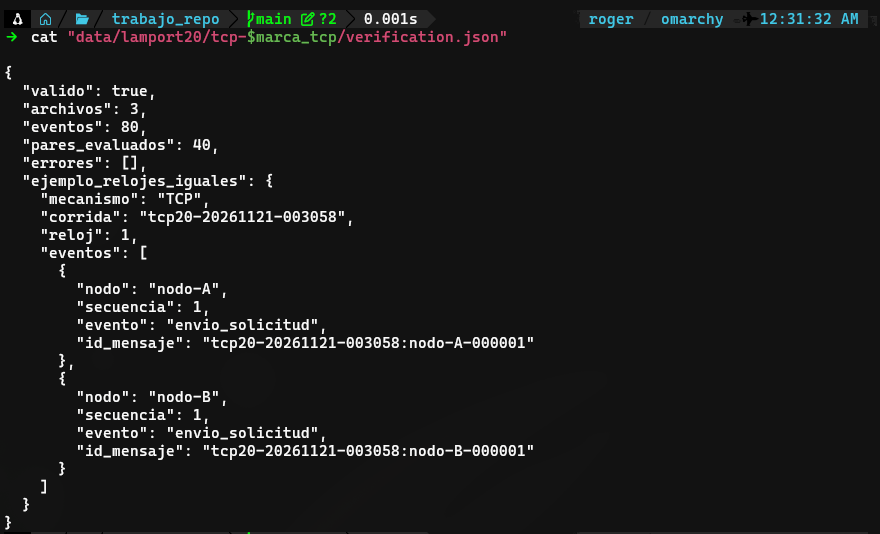 trabajo_repo main ?2 0.001s roger / omarchy 12:31:32 AM
→ cat "data/lamport20/tcp-$marca_tcp/verification.json"
{
  "valido": true,
  "archivos": 3,
  "eventos": 80,
  "pares_evaluados": 40,
  "errores": [],
  "ejemplo_relojes_iguales": {
    "mecanismo": "TCP",
    "corrida": "tcp20-20261121-003058",
    "reloj": 1,
    "eventos": [
      {
        "nodo": "nodo-A",
        "secuencia": 1,
        "evento": "envio_solicitud",
        "id_mensaje": "tcp20-20261121-003058:nodo-A-000001"
      },
      {
        "nodo": "nodo-B",
        "secuencia": 1,
        "evento": "envio_solicitud",
        "id_mensaje": "tcp20-20261121-003058:nodo-B-000001"
      }
    ]
  }
}